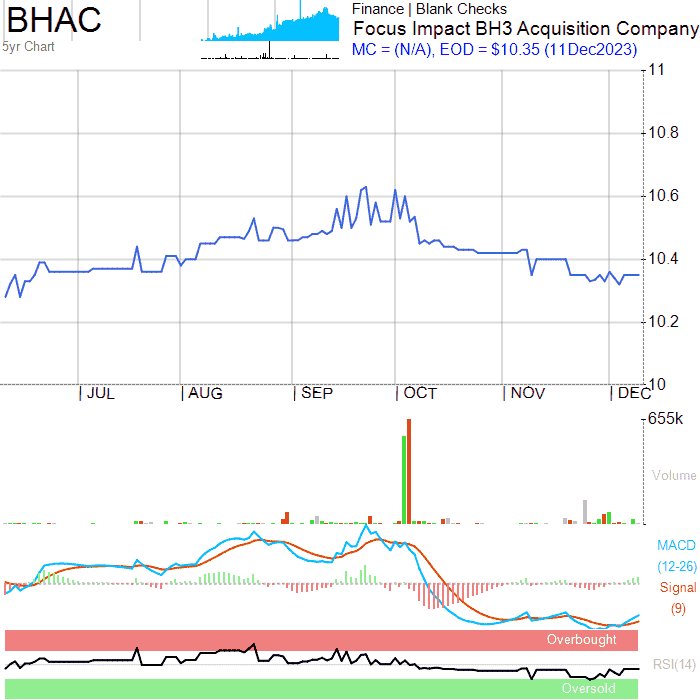 BHAC
5yr Chart
Finance | Blank Checks
Focus Impact BH3 Acquisition Company
MC = (N/A), EOD = $10.35 (11Dec2023)
11
10.8
10.6
10.4
10.2
10
| JUL | AUG | SEP | OCT | NOV | DEC
655k
Volume
MACD
(12-26)
Signal
(9)
Overbought
RSI(14)
Oversold